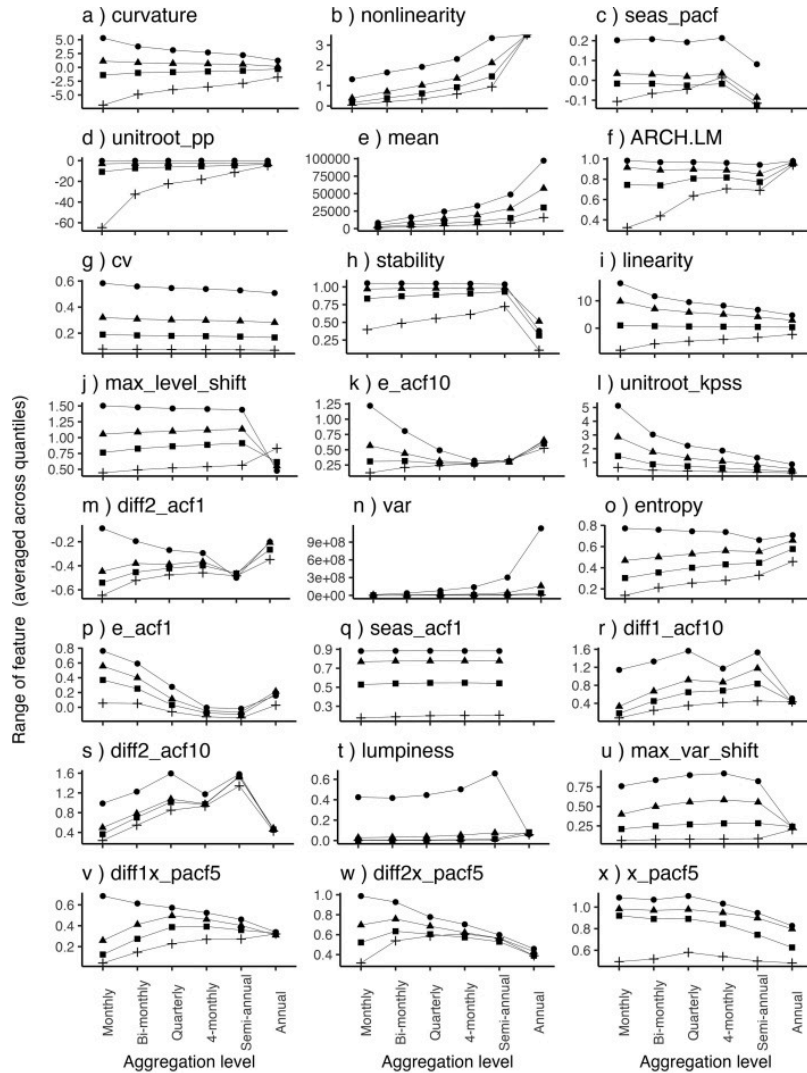 a ) curvature
5.0
2.5
0.0
-2.5
-5.0
b ) nonlinearity
3
2
1
0
c ) seas_pacf
0.2
0.1
0.0
-0.1
d ) unitroot_pp
0
-20
-40
-60
e ) mean
100000
75000
50000
25000
0
f ) ARCH.LM
1.0
0.8
0.6
0.4
g ) cv
0.6
0.4
0.2
h ) stability
1.00
0.75
0.50
0.25
i ) linearity
10
0
j ) max_level_shift
1.50
1.25
1.00
0.75
0.50
k ) e_acf10
1.25
1.00
0.75
0.50
0.25
l ) unitroot_kpss
5
4
3
2
1
m ) diff2_acf1
-0.2
-0.4
-0.6
n ) var
9e+08
6e+08
3e+08
0e+00
o ) entropy
0.8
0.6
0.4
0.2
p ) e_acf1
0.8
0.6
0.4
0.2
0.0
q ) seas_acf1
0.9
0.7
0.5
0.3
r ) diff1_acf10
1.6
1.2
0.8
0.4
s ) diff2_acf10
1.6
1.2
0.8
0.4
t ) lumpiness
0.6
0.4
0.2
0.0
u ) max_var_shift
0.75
0.50
0.25
v ) diff1x_pacf5
0.6
0.4
0.2
w ) diff2x_pacf5
1.0
0.8
0.6
0.4
x ) x_pacf5
1.0
0.8
0.6
Range of feature (averaged across quantiles)
Monthly
Bi-monthly
Quarterly
4-monthly
Semi-annual
Annual
Aggregation level
Monthly
Bi-monthly
Quarterly
4-monthly
Semi-annual
Annual
Aggregation level
Monthly
Bi-monthly
Quarterly
4-monthly
Semi-annual
Annual
Aggregation level